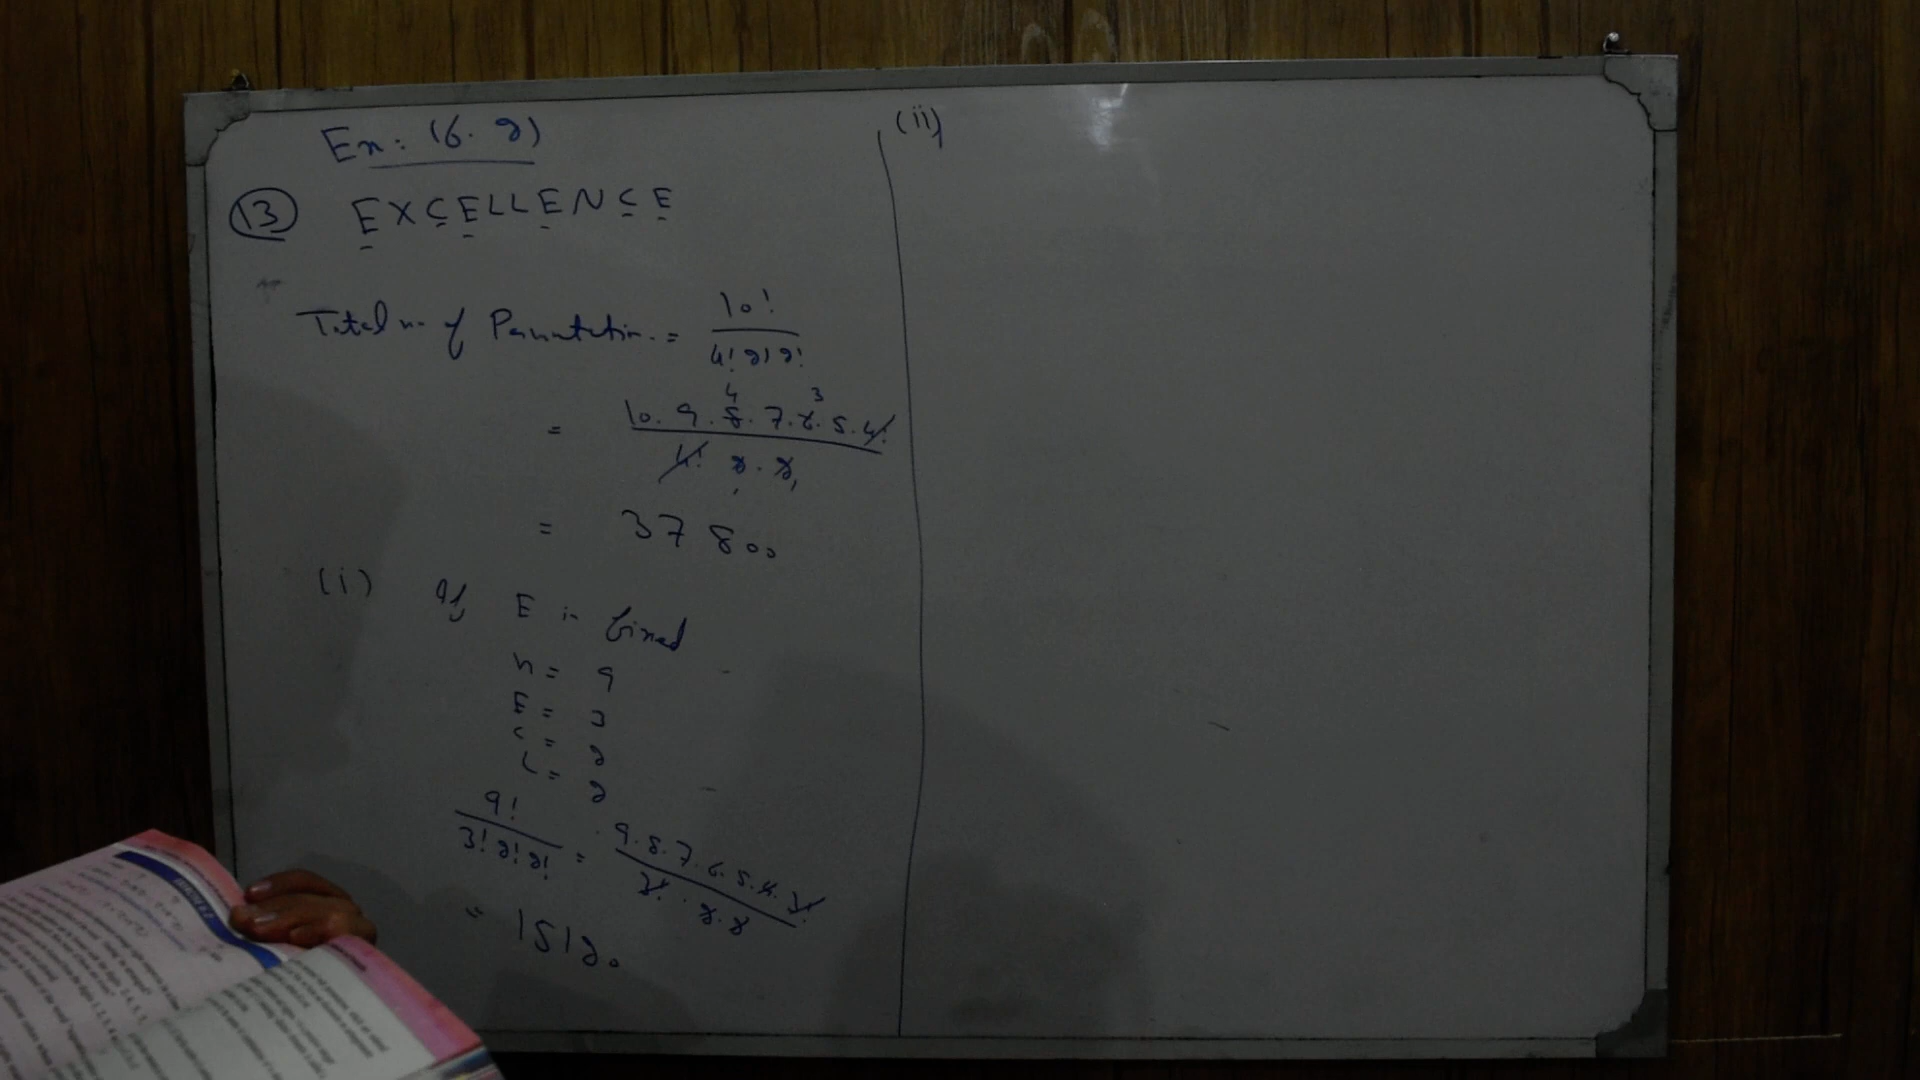 Ex: (6.2)
(13) EXCELLENCE
Total no. of Permutation. = 10! / 4! 2! 2!
= 10. 9. 8. 7. 6. 5. 4! / 4! 2. 2
4 3
= 37800
(i) If E is fixed
n = 9
E = 3
C = 2
L = 2
9! / 3! 2! 2! = 9. 8. 7. 6. 5. 4. 3! / 3! . 2. 2
= 15120
(ii)